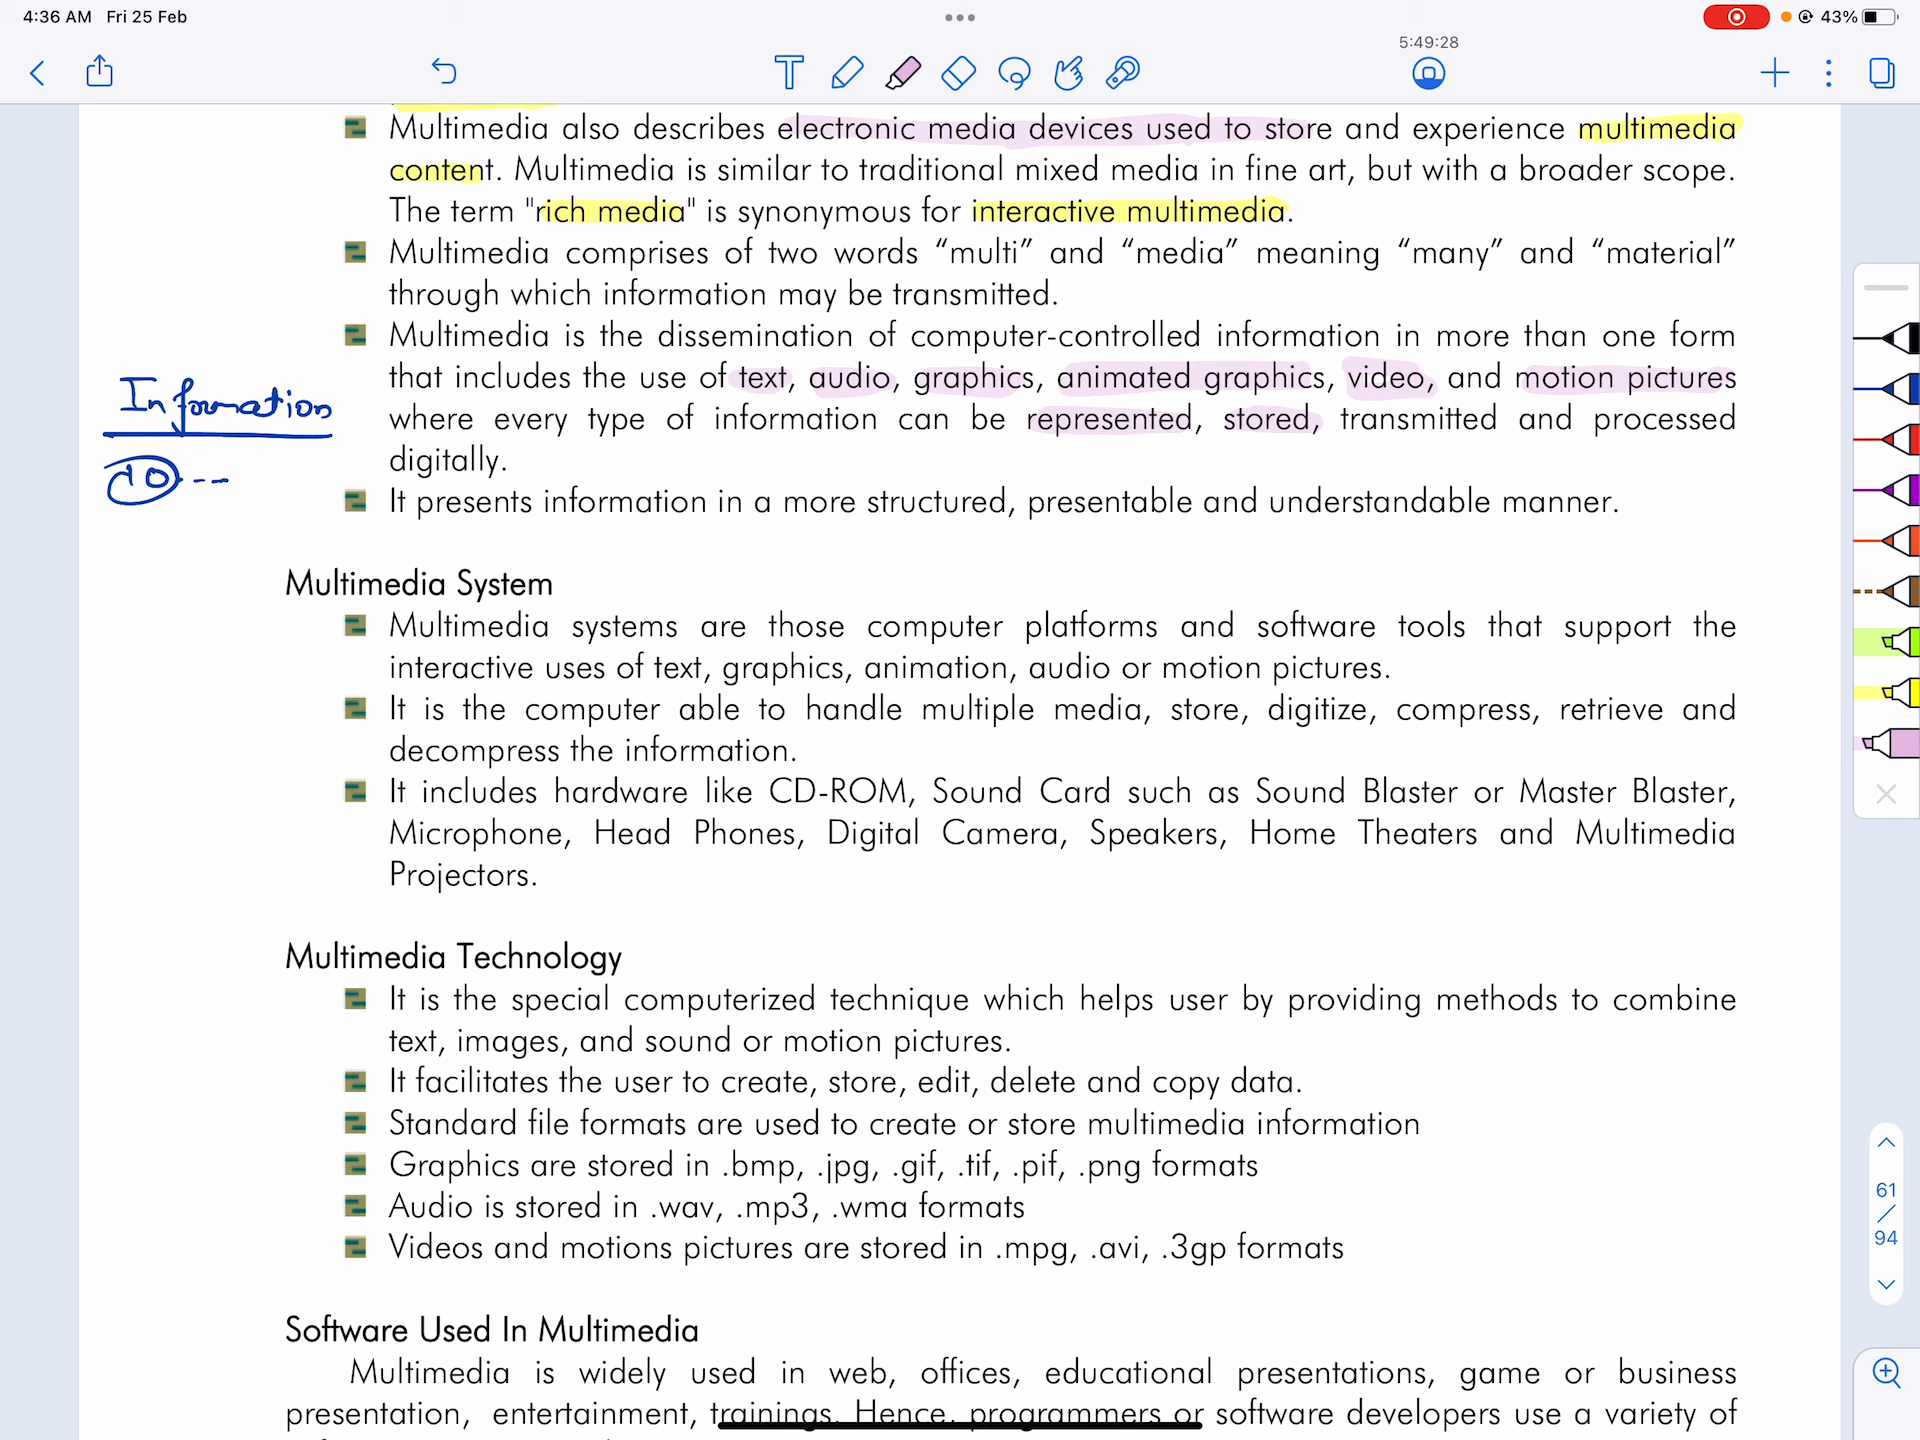 4:36 AM Fri 25 Feb
43%
5:49:28
Multimedia also describes electronic media devices used to store and experience multimedia
content. Multimedia is similar to traditional mixed media in fine art, but with a broader scope.
The term "rich media" is synonymous for interactive multimedia.
Multimedia comprises of two words “multi” and “media” meaning “many” and “material”
through which information may be transmitted.
Multimedia is the dissemination of computer-controlled information in more than one form
that includes the use of text, audio, graphics, animated graphics, video, and motion pictures
where every type of information can be represented, stored, transmitted and processed
digitally.
Information
It presents information in a more structured, presentable and understandable manner.
Multimedia System
Multimedia systems are those computer platforms and software tools that support the
interactive uses of text, graphics, animation, audio or motion pictures.
It is the computer able to handle multiple media, store, digitize, compress, retrieve and
decompress the information.
It includes hardware like CD-ROM, Sound Card such as Sound Blaster or Master Blaster,
Microphone, Head Phones, Digital Camera, Speakers, Home Theaters and Multimedia
Projectors.
Multimedia Technology
It is the special computerized technique which helps user by providing methods to combine
text, images, and sound or motion pictures.
It facilitates the user to create, store, edit, delete and copy data.
Standard file formats are used to create or store multimedia information
Graphics are stored in .bmp, .jpg, .gif, .tif, .pif, .png formats
Audio is stored in .wav, .mp3, .wma formats
Videos and motions pictures are stored in .mpg, .avi, .3gp formats
61
/
94
Software Used In Multimedia
Multimedia is widely used in web, offices, educational presentations, game or business
presentation, entertainment, trainings. Hence, programmers or software developers use a variety of